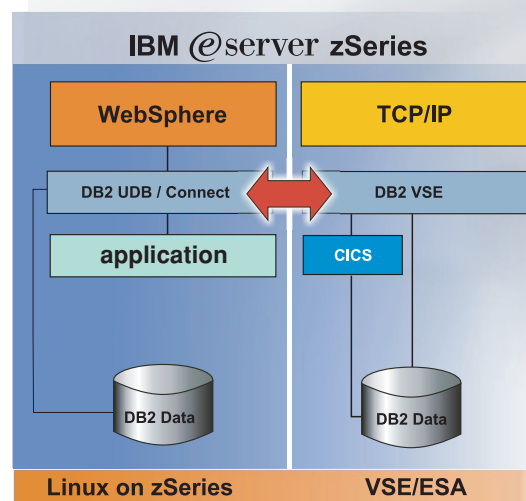 IBM e server zSeries
WebSphere
TCP/IP
DB2 UDB / Connect
DB2 VSE
application
CICS
DB2 Data
DB2 Data
Linux on zSeries
VSE/ESA